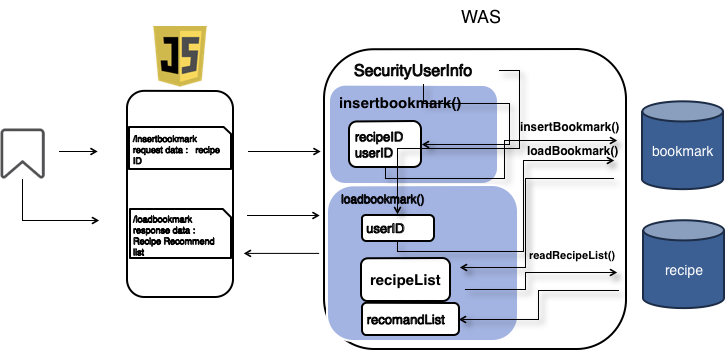 WAS
JS
SecurityUserInfo
insertbookmark()
recipeID
userID
/insertbookmark
request data : recipe
ID
insertBookmark()
loadBookmark()
bookmark
loadbookmark()
userID
/loadbookmark
response data :
Recipe Recommend
list
readRecipeList()
recipeList
recipe
recomandList